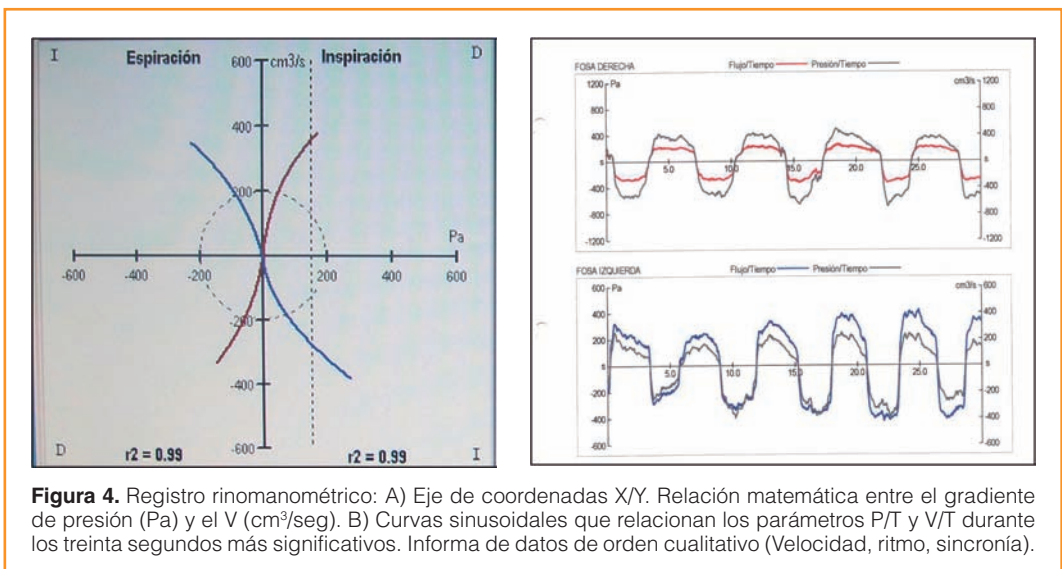 I Espiración 600 cm3/s Inspiración D
400
200
Pa
-600 -400 -200 200 400 600
-200
-400
-600
D r2 = 0.99 r2 = 0.99 I
FOSA DERECHA Flujo/Tiempo Presión/Tiempo
1200 Pa cm3/s 1200
800 800
400 400
s s
5.0 10.0 15.0 20.0 25.0
-400 -400
-800 -800
-1200 -1200
FOSA IZQUIERDA Flujo/Tiempo Presión/Tiempo
600 Pa cm3/s 600
400 400
200 200
s s
5.0 10.0 15.0 20.0 25.0
-200 -200
-400 -400
-600 -600
Figura 4. Registro rinomanométrico: A) Eje de coordenadas X/Y. Relación matemática entre el gradiente
de presión (Pa) y el V (cm³/seg). B) Curvas sinusoidales que relacionan los parámetros P/T y V/T durante
los treinta segundos más significativos. Informa de datos de orden cualitativo (Velocidad, ritmo, sincronía).